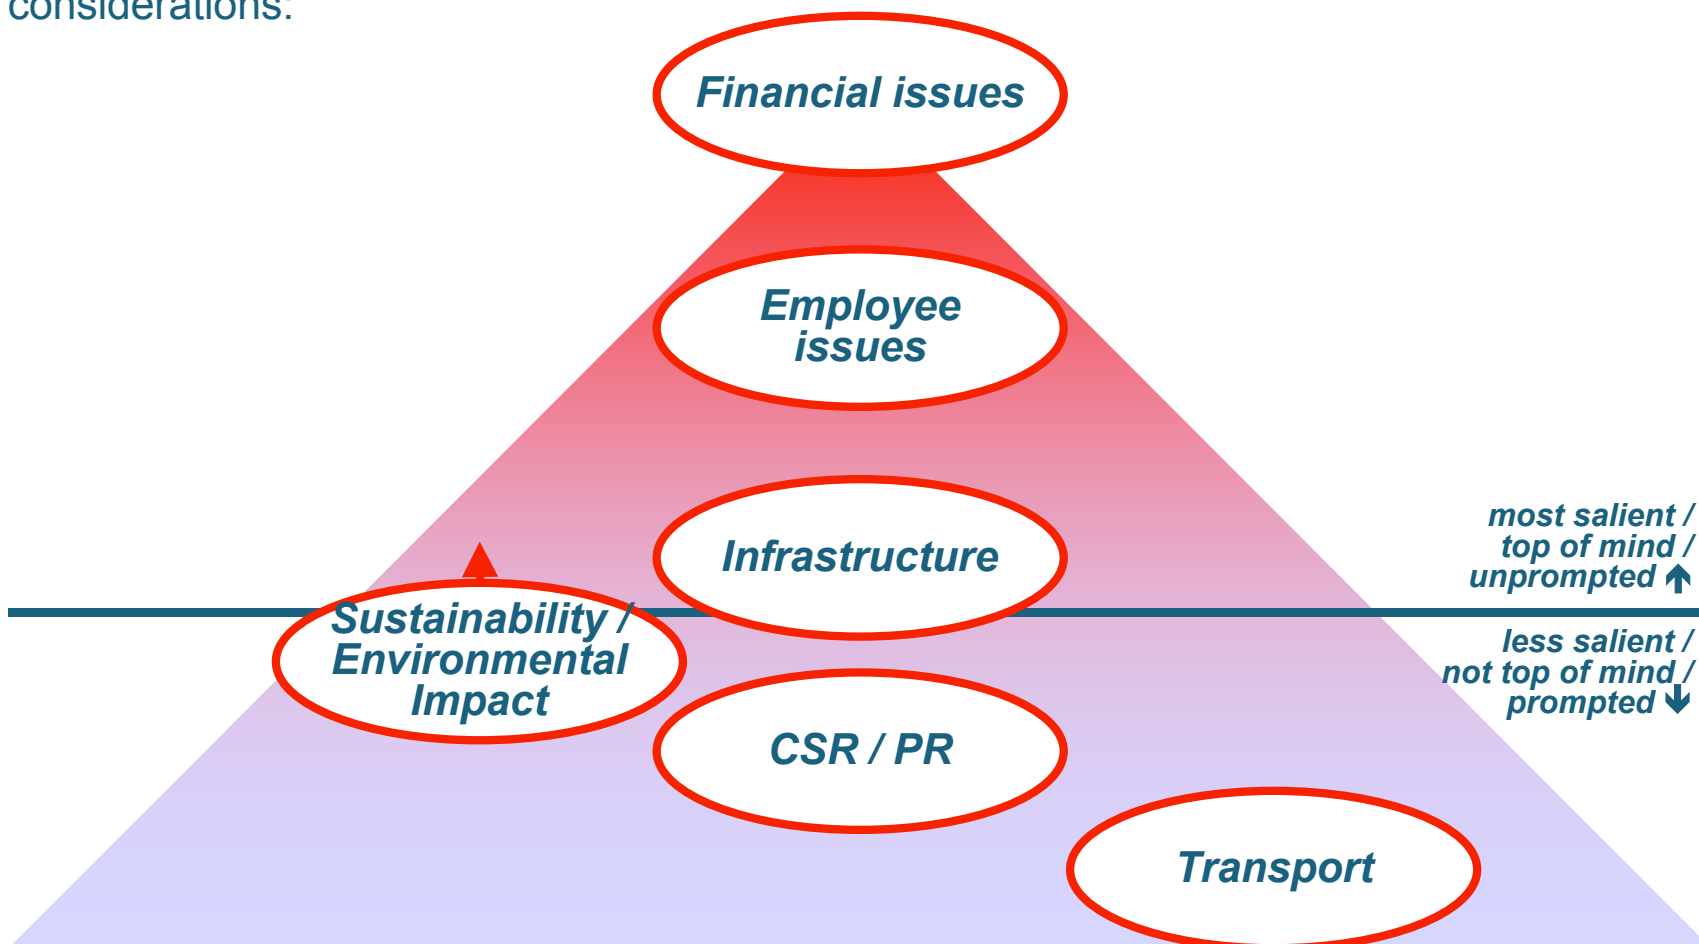 considerations:
Financial issues
Employee
issues
Infrastructure
most salient /
top of mind /
unprompted ↑
Sustainability /
Environmental
Impact
less salient /
not top of mind /
prompted ↓
CSR / PR
Transport